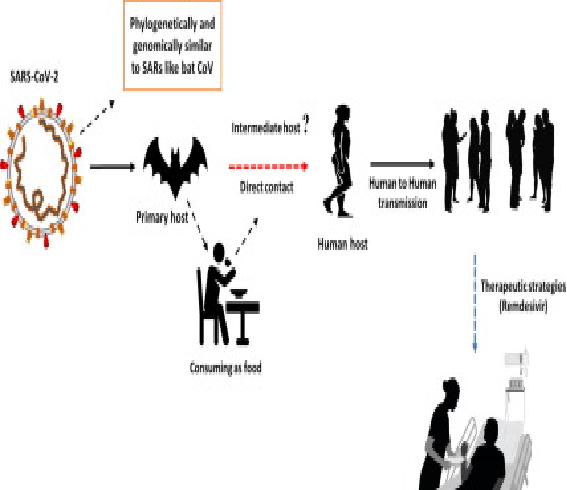 Phylogenetically and
genomically similar
to SARs like bat CoV
SARS-CoV-2
Intermediate host ?
Direct contact
Primary host
Human host
Human to Human
transmission
Consuming as food
Therapeutic strategies
(Remdesivir)